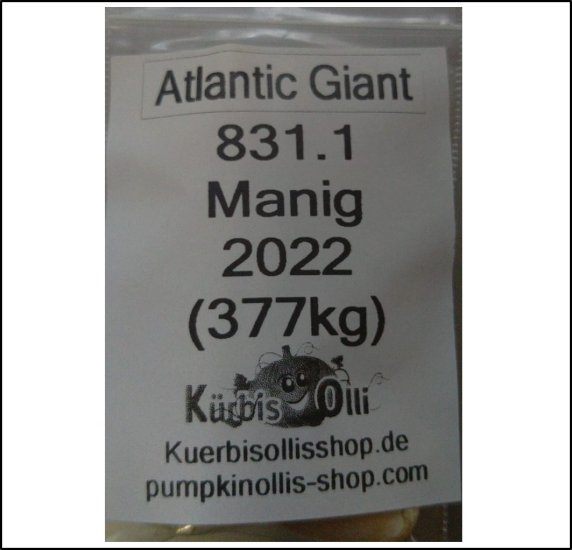 Atlantic Giant
831.1
Manig
2022
(377kg)
Kürbis Olli
Kuerbisollisshop.de
pumpkinollis-shop.com